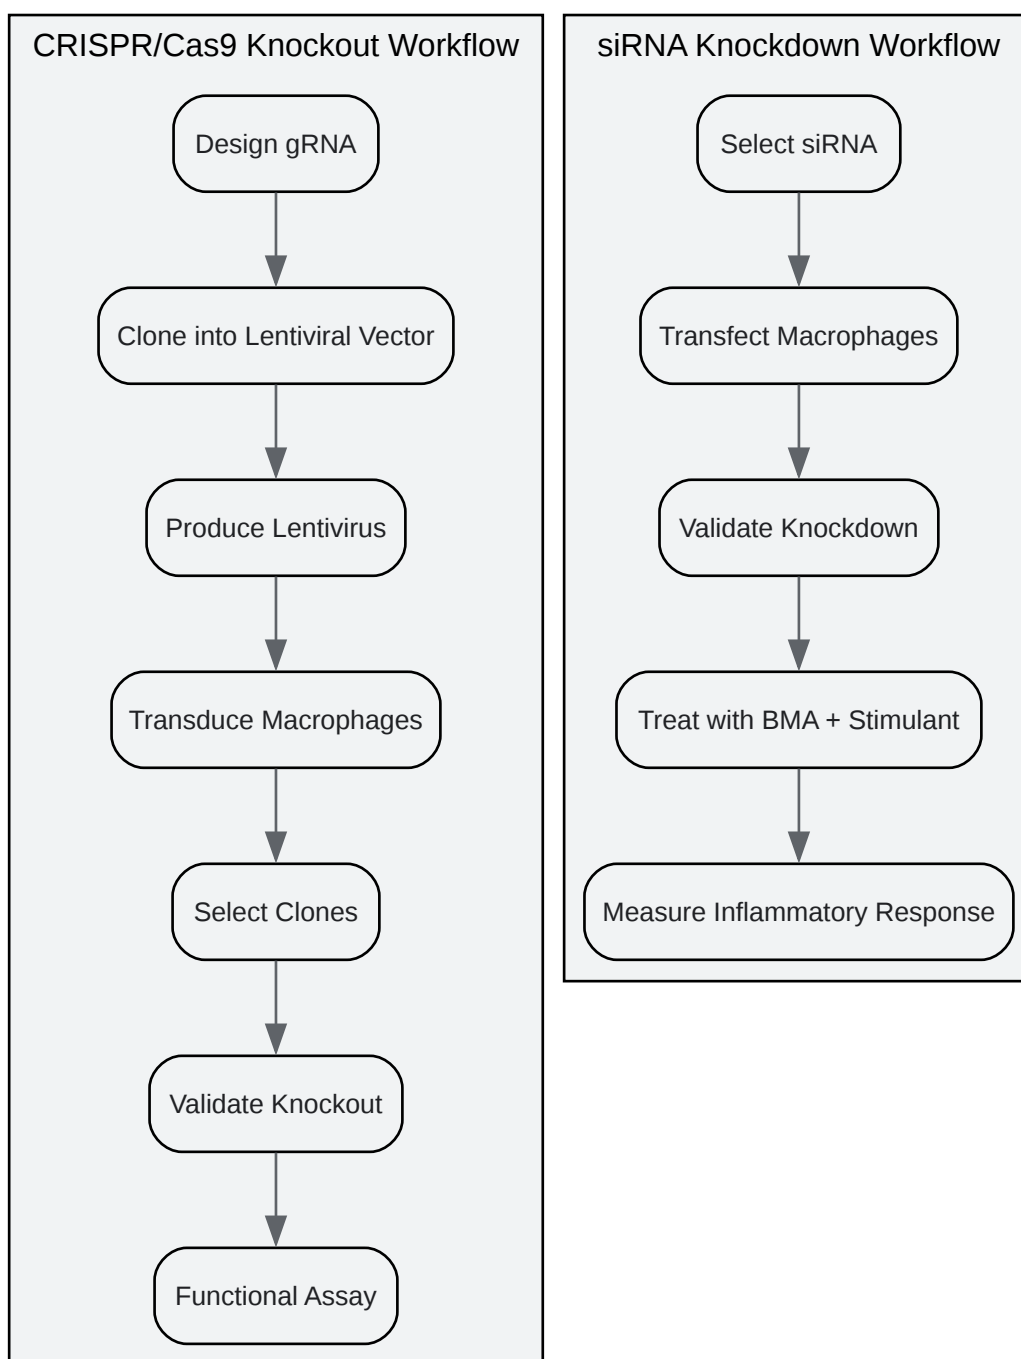 CRISPR/Cas9 Knockout Workflow
Design gRNA
Clone into Lentiviral Vector
Produce Lentivirus
Transduce Macrophages
Select Clones
Validate Knockout
Functional Assay
siRNA Knockdown Workflow
Select siRNA
Transfect Macrophages
Validate Knockdown
Treat with BMA + Stimulant
Measure Inflammatory Response